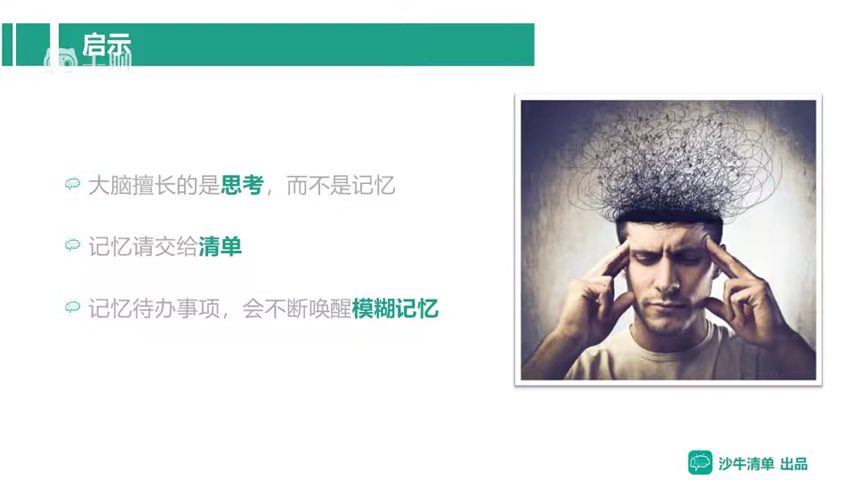 启示
大脑擅长的是思考，而不是记忆
记忆请交给清单
记忆待办事项，会不断唤醒模糊记忆
沙牛清单 出品